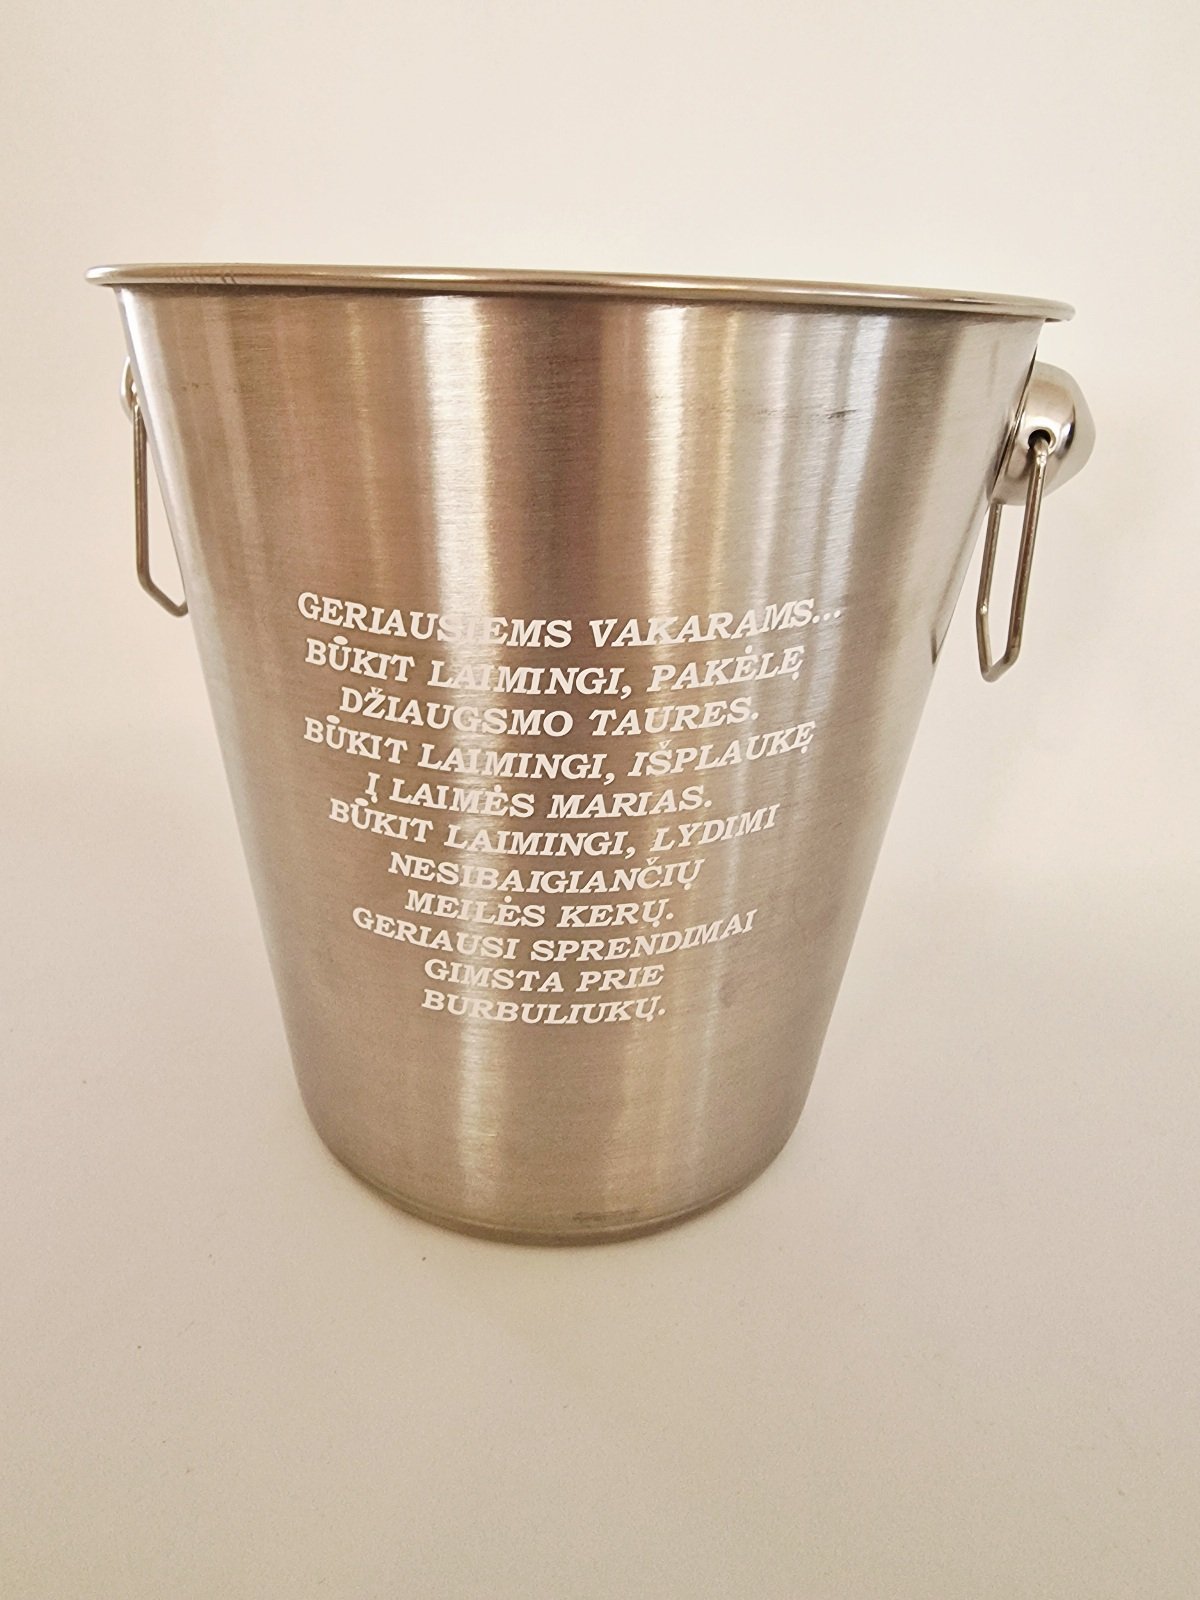 GERIAUSIEMS VAKARAMS...
BŪKIT LAIMINGI, PAKĖLĘ
DŽIAUGSMO TAURES.
BŪKIT LAIMINGI, IŠPLAUKĘ
Į LAIMĖS MARIAS.
BŪKIT LAIMINGI, LYDIMI
NESIBAIGIANČIŲ
MEILĖS KERŲ.
GERIAUSI SPRENDIMAI
GIMSTA PRIE
BURBULIUKŲ.